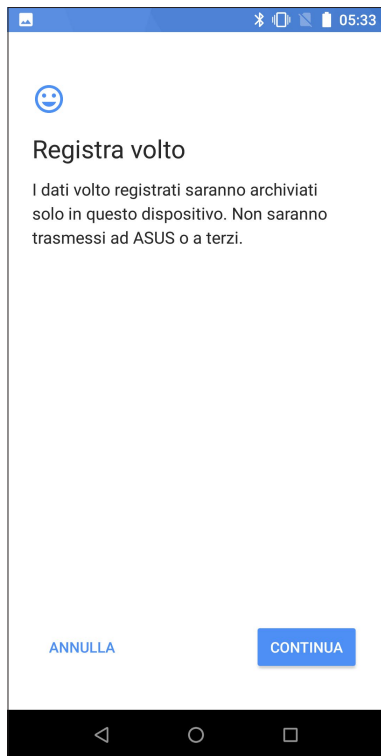 05:33
Registra volto
I dati volto registrati saranno archiviati
solo in questo dispositivo. Non saranno
trasmessi ad ASUS o a terzi.
ANNULLA
CONTINUA